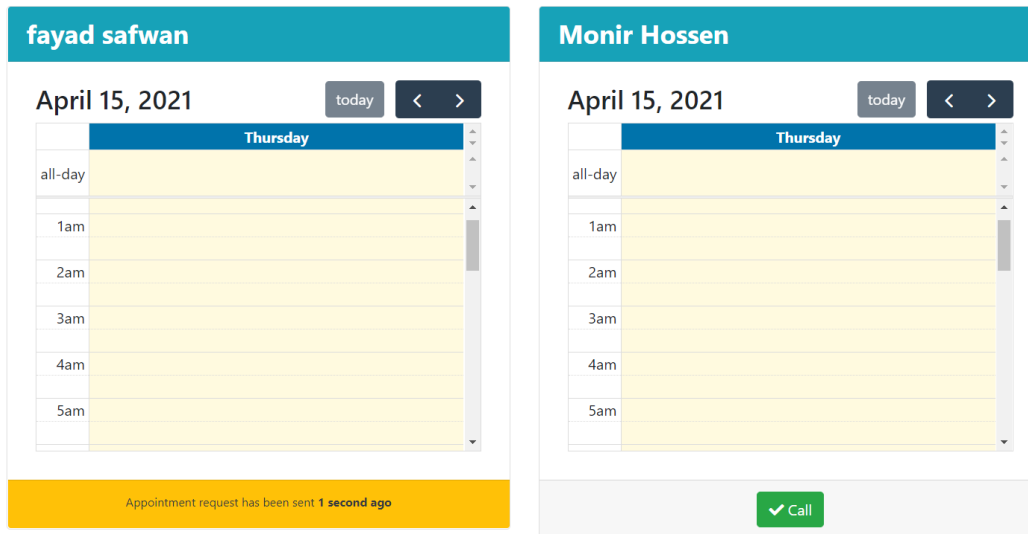 fayad safwan
April 15, 2021
today
Thursday
all-day
1am
2am
3am
4am
5am
Appointment request has been sent 1 second ago
Monir Hossen
April 15, 2021
today
Thursday
all-day
1am
2am
3am
4am
5am
Call